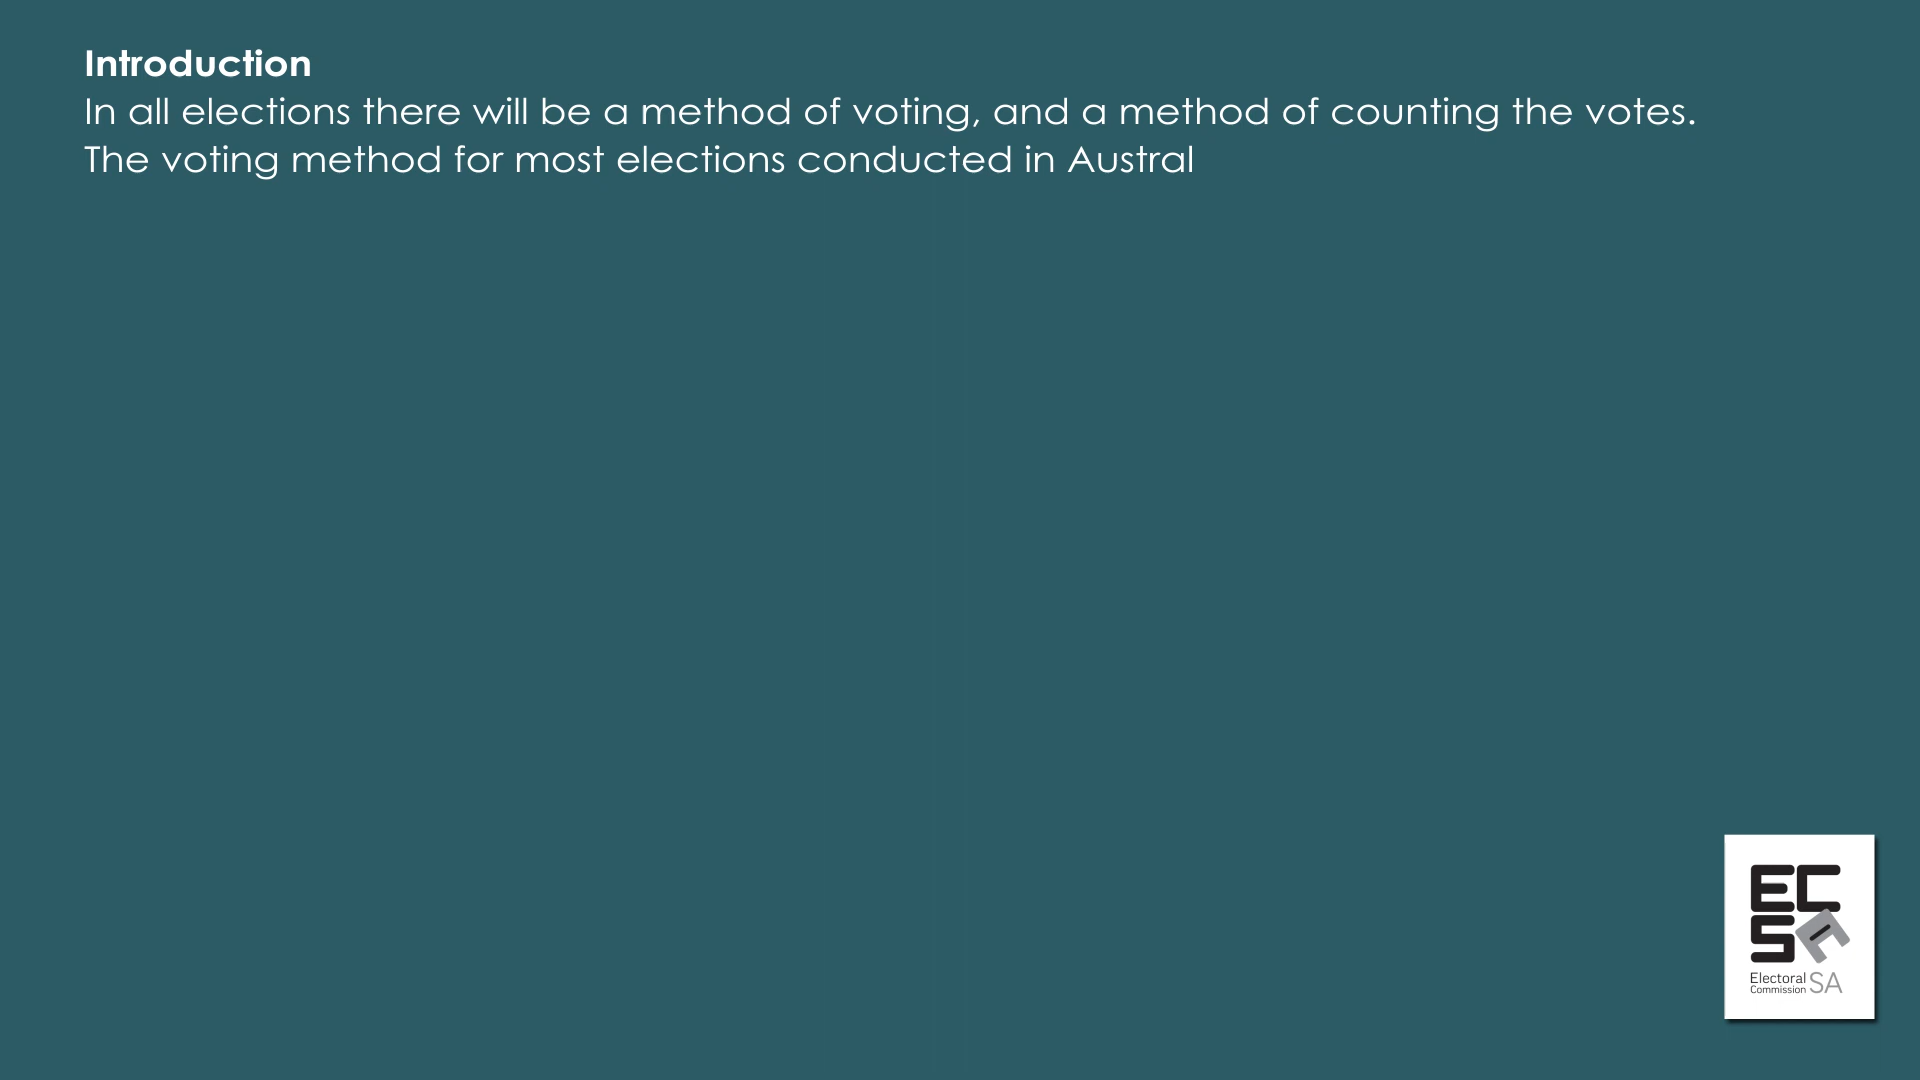 Introduction
In all elections there will be a method of voting, and a method of counting the votes.
The voting method for most elections conducted in Austral
EC
SA
Electoral
Commission SA